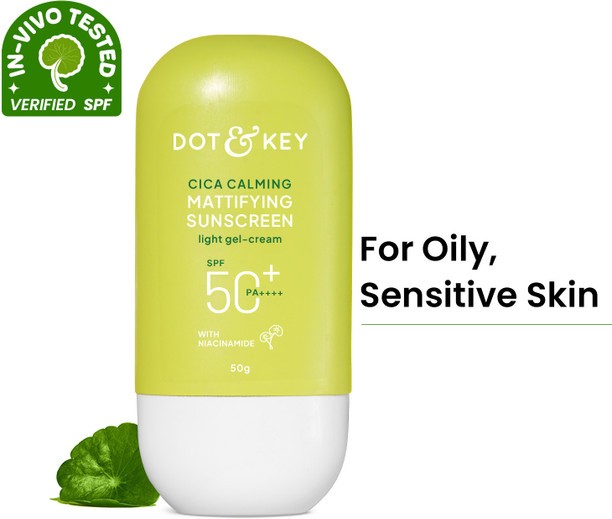 IN-VIVO TESTED
VERIFIED SPF
DOT & KEY
CICA CALMING
MATTIFYING
SUNSCREEN
light gel-cream
SPF
50+
PA++++
WITH
NIACINAMIDE
50g
For Oily,
Sensitive Skin